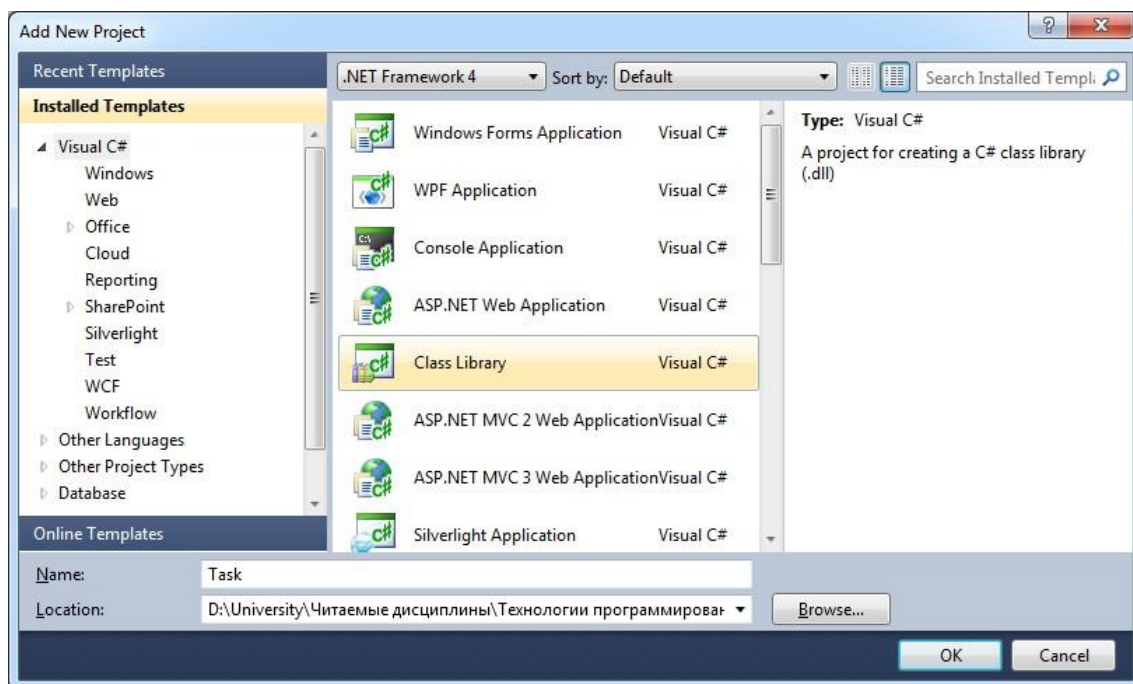 Add New Project
Recent Templates
Installed Templates
Visual C#
Windows
Web
Office
Cloud
Reporting
SharePoint
Silverlight
Test
WCF
Workflow
Other Languages
Other Project Types
Database
Online Templates
.NET Framework 4 Sort by: Default Search Installed Templ
Windows Forms Application Visual C#
WPF Application Visual C#
Console Application Visual C#
ASP.NET Web Application Visual C#
Class Library Visual C#
ASP.NET MVC 2 Web Application Visual C#
ASP.NET MVC 3 Web Application Visual C#
Silverlight Application Visual C#
Type: Visual C#
A project for creating a C# class library
(.dll)
Name: Task
Location: D:\University\Читаемые дисциплины\Технологии программирован Browse...
OK Cancel